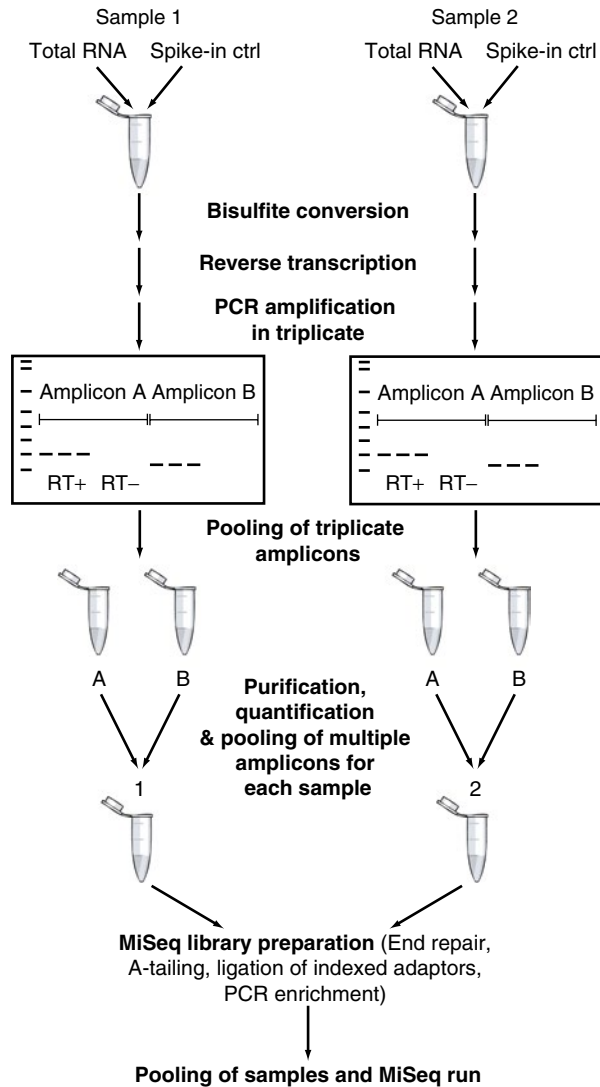 Sample 1 Sample 2
Total RNA Spike-in ctrl Total RNA Spike-in ctrl
Bisulfite conversion
Reverse transcription
PCR amplification
in triplicate
Amplicon A Amplicon B Amplicon A Amplicon B
RT+ RT− RT+ RT−
Pooling of triplicate
amplicons
A B A B
Purification,
quantification
& pooling of multiple
amplicons for
each sample
1 2
MiSeq library preparation (End repair,
A-tailing, ligation of indexed adaptors,
PCR enrichment)
Pooling of samples and MiSeq run